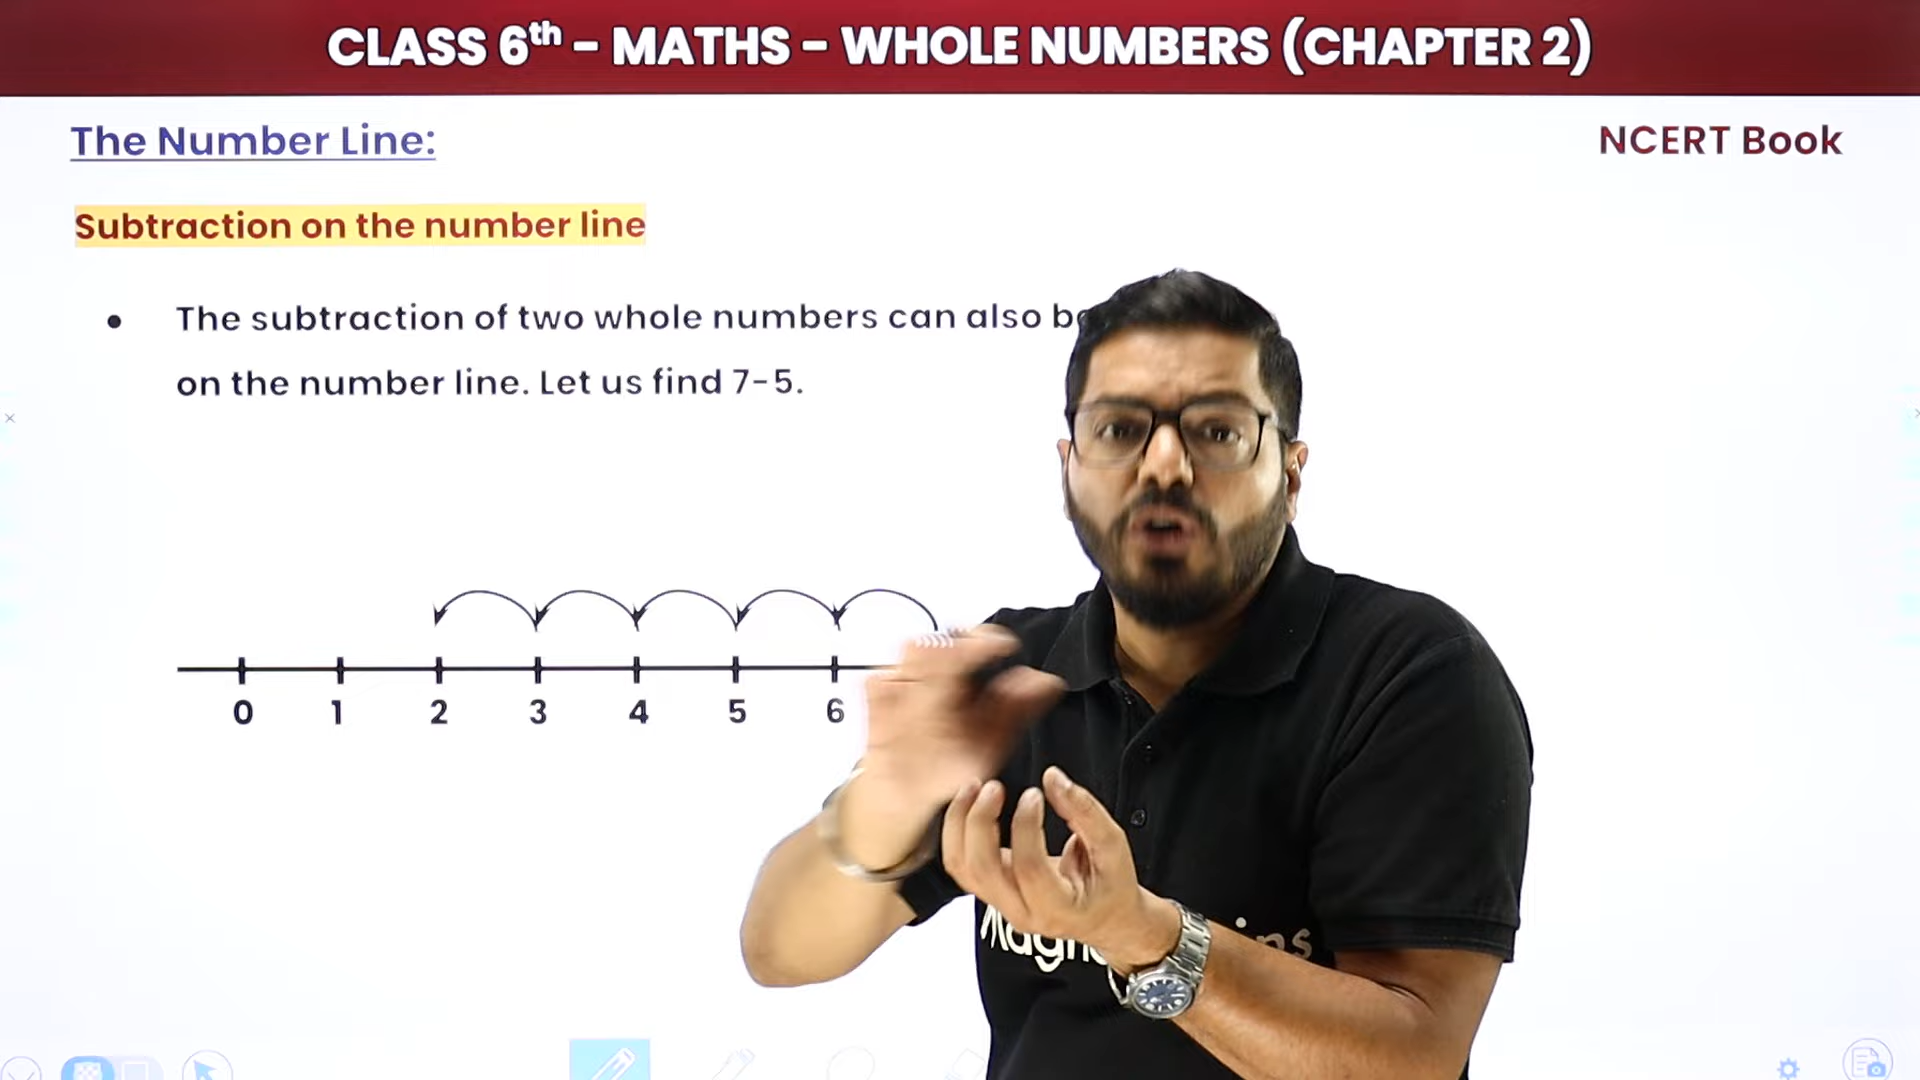 CLASS 6th - MATHS - WHOLE NUMBERS (CHAPTER 2)
The Number Line:
NCERT Book
Subtraction on the number line
• The subtraction of two whole numbers can also
on the number line. Let us find 7-5.
0 1 2 3 4 5 6